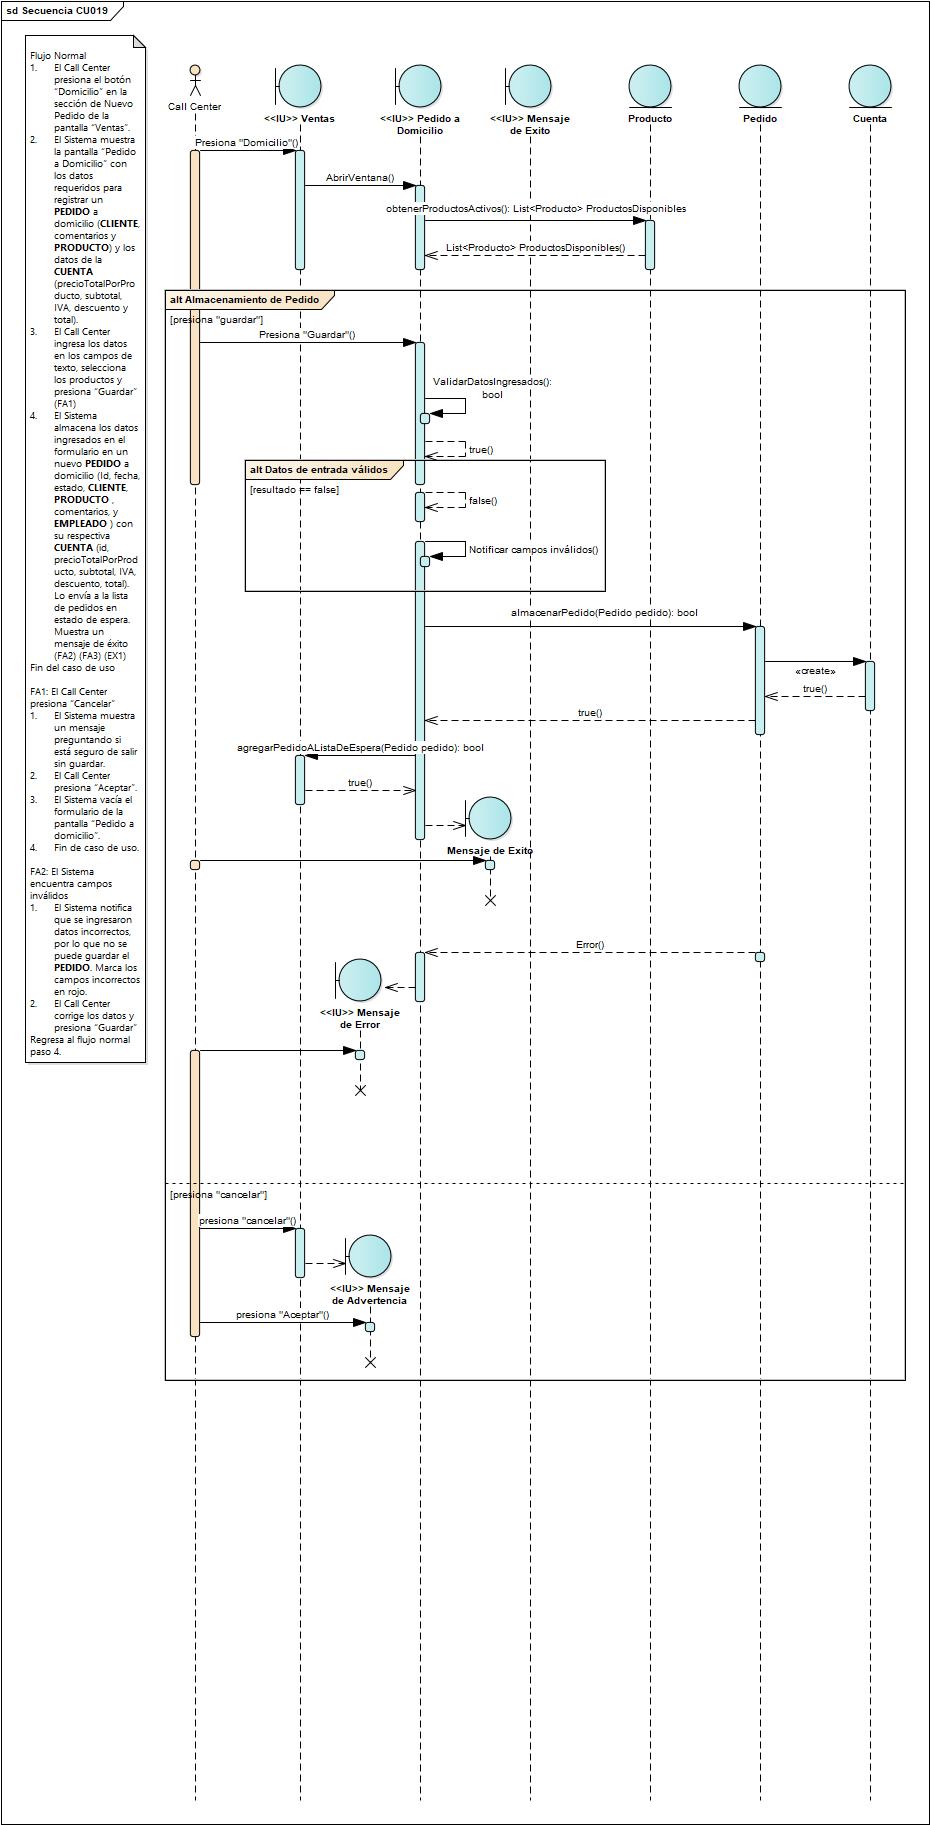 sd Secuencia CU019
Flujo Normal
1. El Call Center
presiona el botón
“Domicilio” en la
sección de Nuevo
Pedido de la
pantalla “Ventas”.
2. El Sistema muestra
la pantalla “Pedido
a Domicilio” con
los datos
requeridos para
registrar un
PEDIDO a
domicilio (CLIENTE,
comentarios y
PRODUCTO) y los
datos de la
CUENTA
(precioTotalPorPro
ducto, subtotal,
IVA, descuento y
total).
3. El Call Center
ingresa los datos
en los campos de
texto, selecciona
los productos y
presiona “Guardar”
(FA1)
4. El Sistema
almacena los datos
ingresados en el
formulario en un
nuevo PEDIDO a
domicilio (Id, fecha,
estado, CLIENTE,
PRODUCTO ,
comentarios, y
EMPLEADO ) con
su respectiva
CUENTA (id,
precioTotalPorProd
ucto, subtotal, IVA,
descuento, total).
Lo envía a la lista
de pedidos en
estado de espera.
Muestra un
mensaje de éxito
(FA2) (FA3) (EX1)
Fin del caso de uso
FA1: El Call Center
presiona “Cancelar”
1. El Sistema muestra
un mensaje
preguntando si
está seguro de salir
sin guardar.
2. El Call Center
presiona “Aceptar”.
3. El Sistema vacía el
formulario de la
pantalla “Pedido a
domicilio”.
4. Fin de caso de uso.
FA2: El Sistema
encuentra campos
inválidos
1. El Sistema notifica
que se ingresaron
datos incorrectos,
por lo que no se
puede guardar el
PEDIDO. Marca los
campos incorrectos
en rojo.
2. El Call Center
corrige los datos y
presiona “Guardar”
Regresa al flujo normal
paso 4.
Call Center
<<IU>> Ventas
<<IU>> Pedido a
Domicilio
<<IU>> Mensaje
de Exito
Producto
Pedido
Cuenta
Presiona "Domicilio"()
AbrirVentana()
obtenerProductosActivos(): List<Producto> ProductosDisponibles
List<Producto> ProductosDisponibles()
alt Almacenamiento de Pedido
[presiona "guardar"]
Presiona "Guardar"()
ValidarDatosIngresados():
bool
true()
alt Datos de entrada válidos
[resultado == false]
false()
Notificar campos inválidos()
almacenarPedido(Pedido pedido): bool
«create»
true()
true()
agregarPedidoAListaDeEspera(Pedido pedido): bool
true()
Mensaje de Exito
Error()
<<IU>> Mensaje
de Error
[presiona "cancelar"]
presiona "cancelar"()
<<IU>> Mensaje
de Advertencia
presiona "Aceptar"()